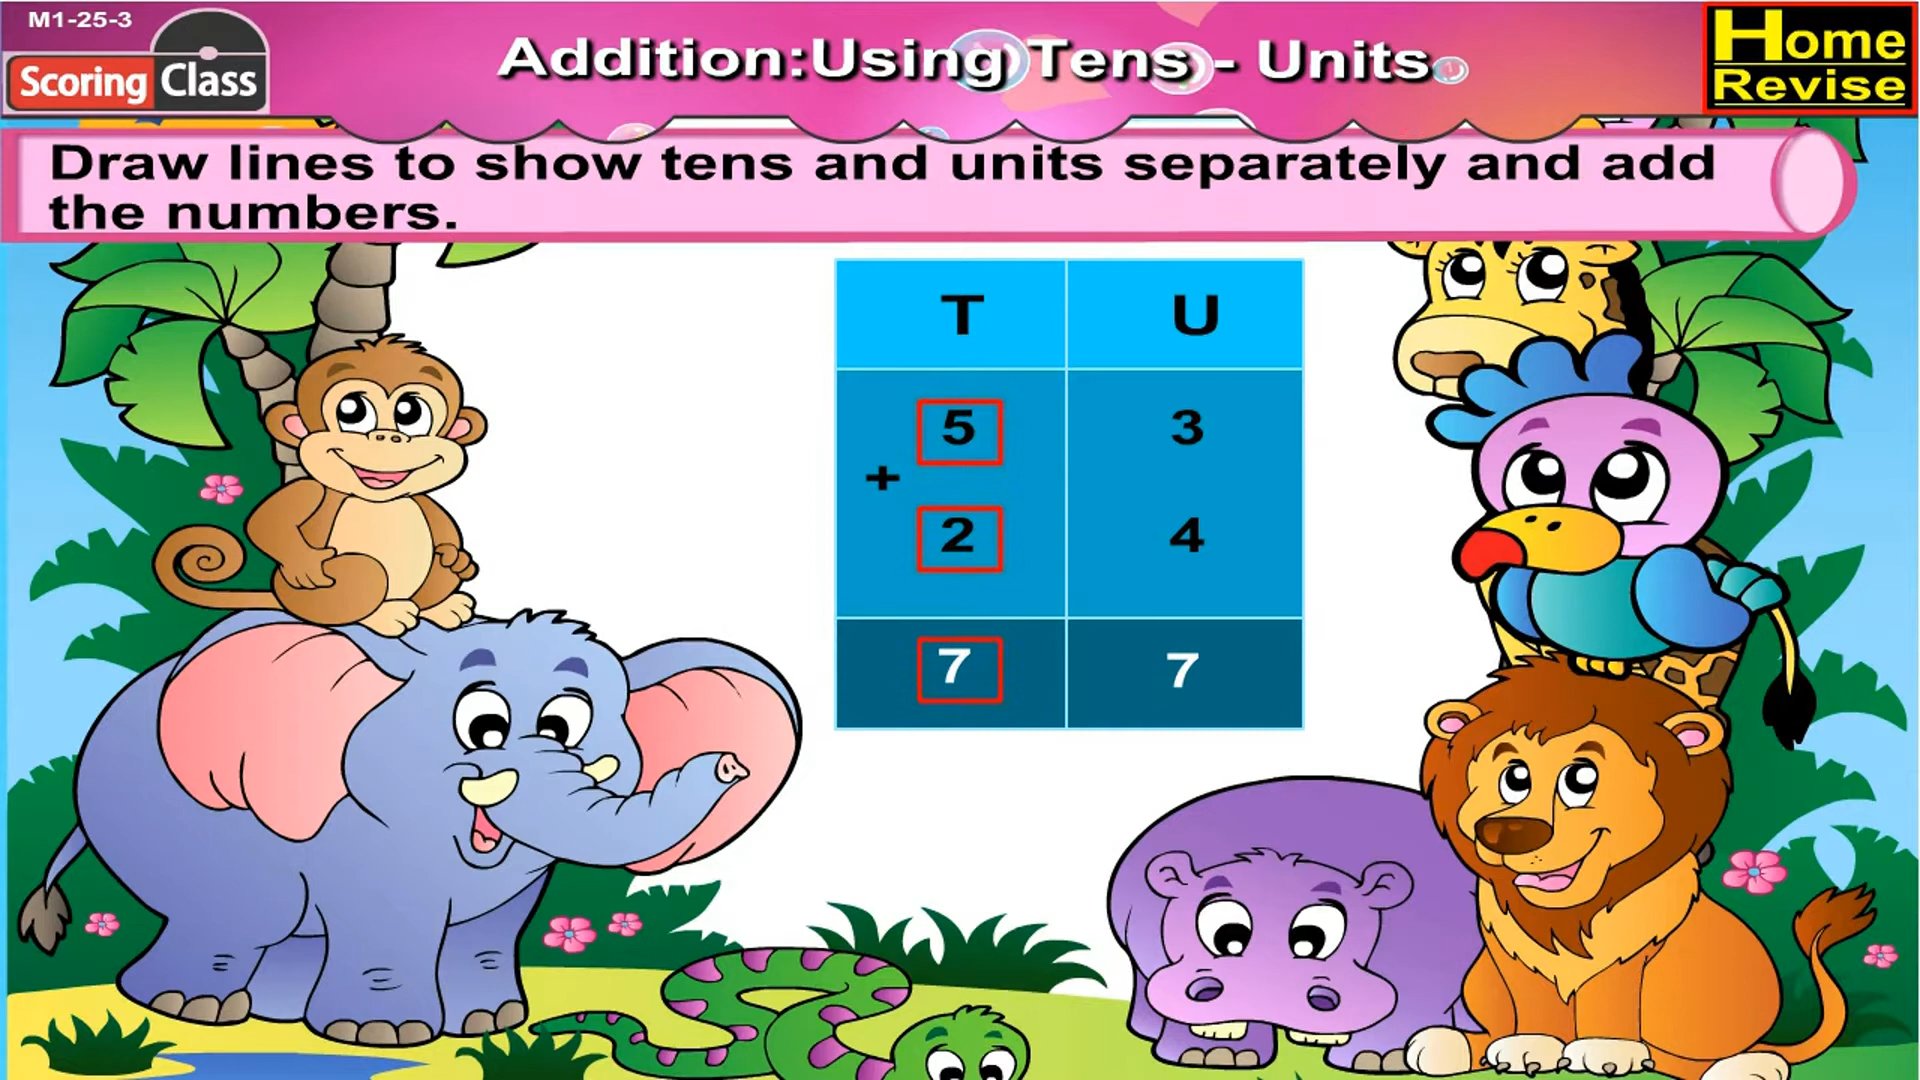 M1-25-3
Scoring Class
Addition:Using Tens - Units
Home
Revise
Draw lines to show tens and units separately and add
the numbers.
T U
5 3
+
2 4
7 7